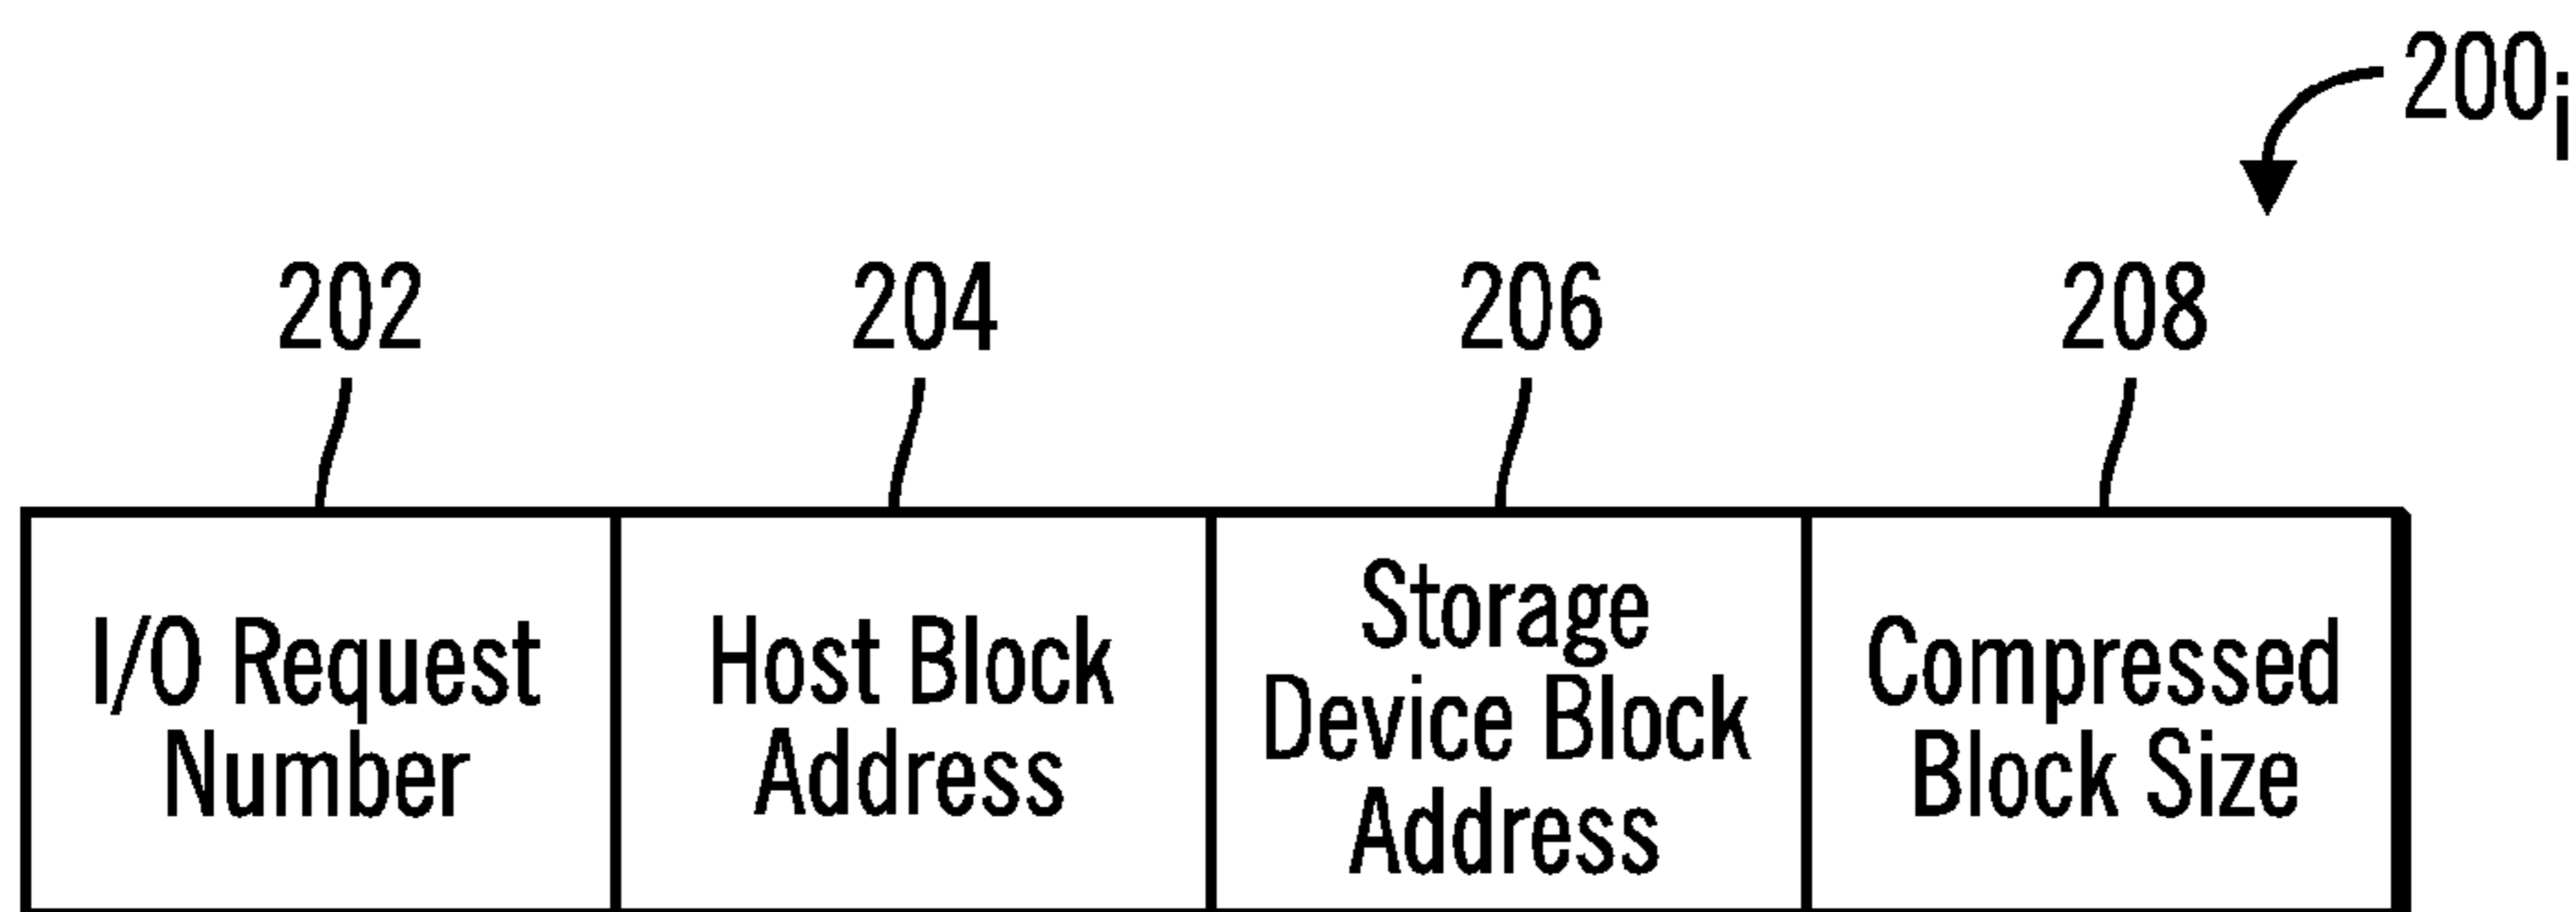 200i
202 204 206 208
I/O Request
Number
Host Block
Address
Storage
Device Block
Address
Compressed
Block Size